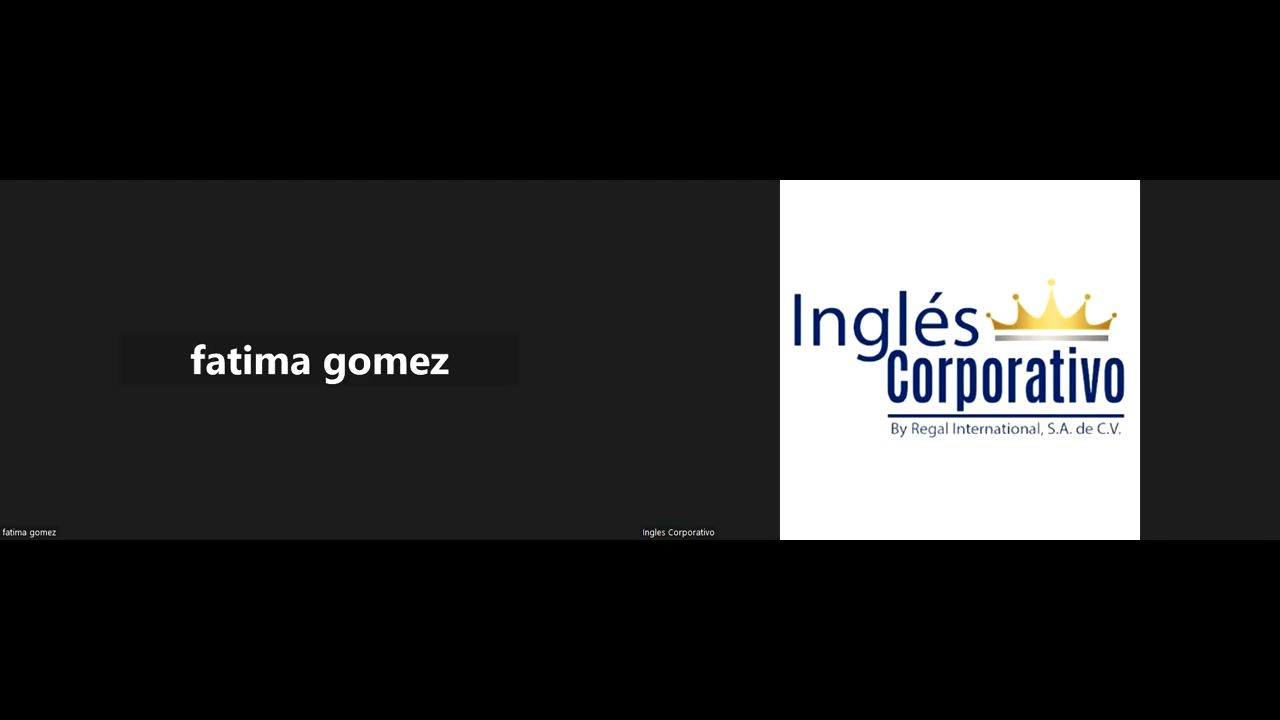 fatima gomez
fatima gomez
Inglés
Corporativo
By Regal International, S.A. de C.V.
Ingles Corporativo